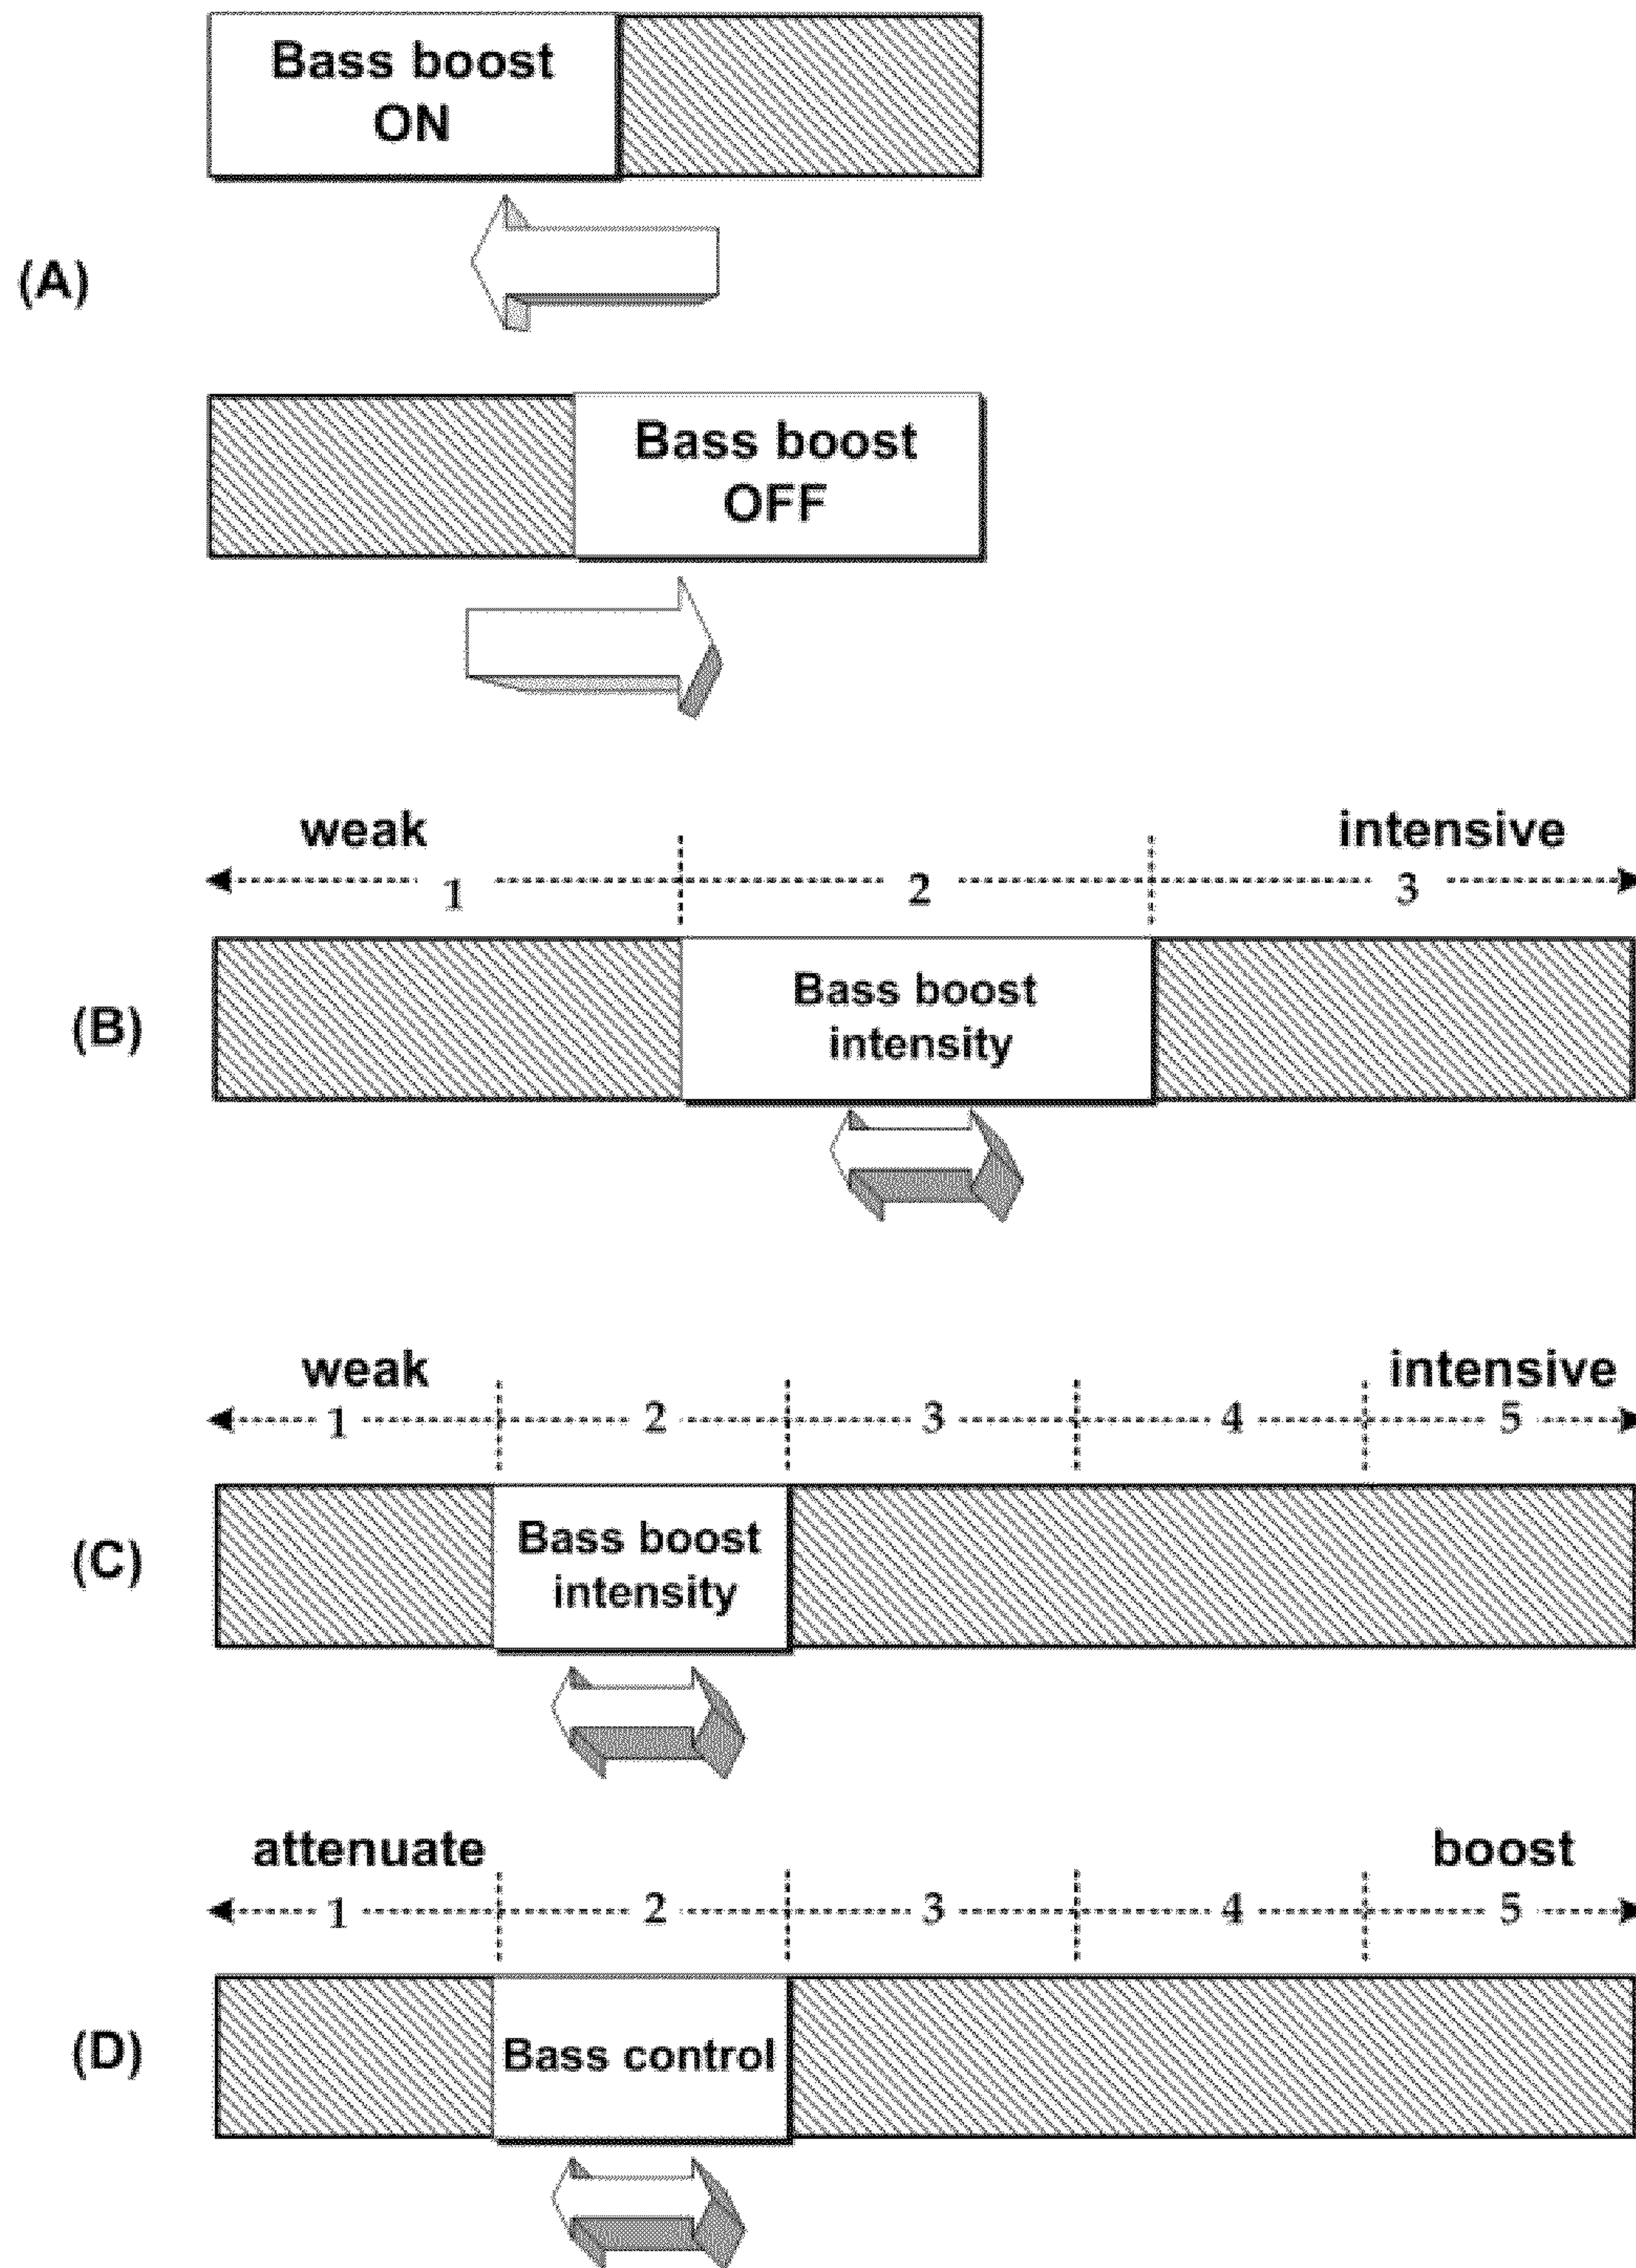 Bass boost
ON
(A)
Bass boost
OFF
weak intensive
1 2 3
(B)
Bass boost
intensity
weak intensive
1 2 3 4 5
(C)
Bass boost
intensity
attenuate boost
1 2 3 4 5
(D)
Bass control